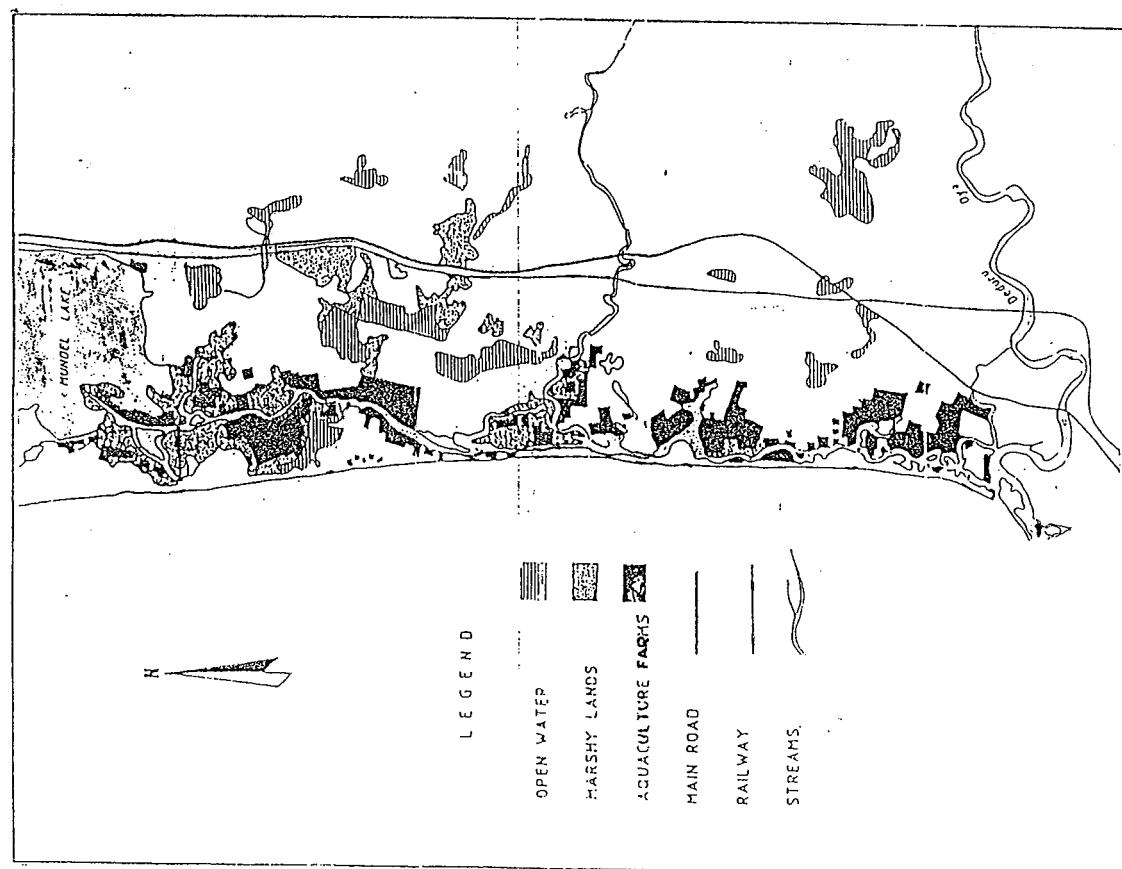 MUNDEL LAKE
Deduru Oya
N
LEGEND
OPEN WATER
MARSHY LANDS
AQUACULTURE FARMS
MAIN ROAD
RAILWAY
STREAMS.